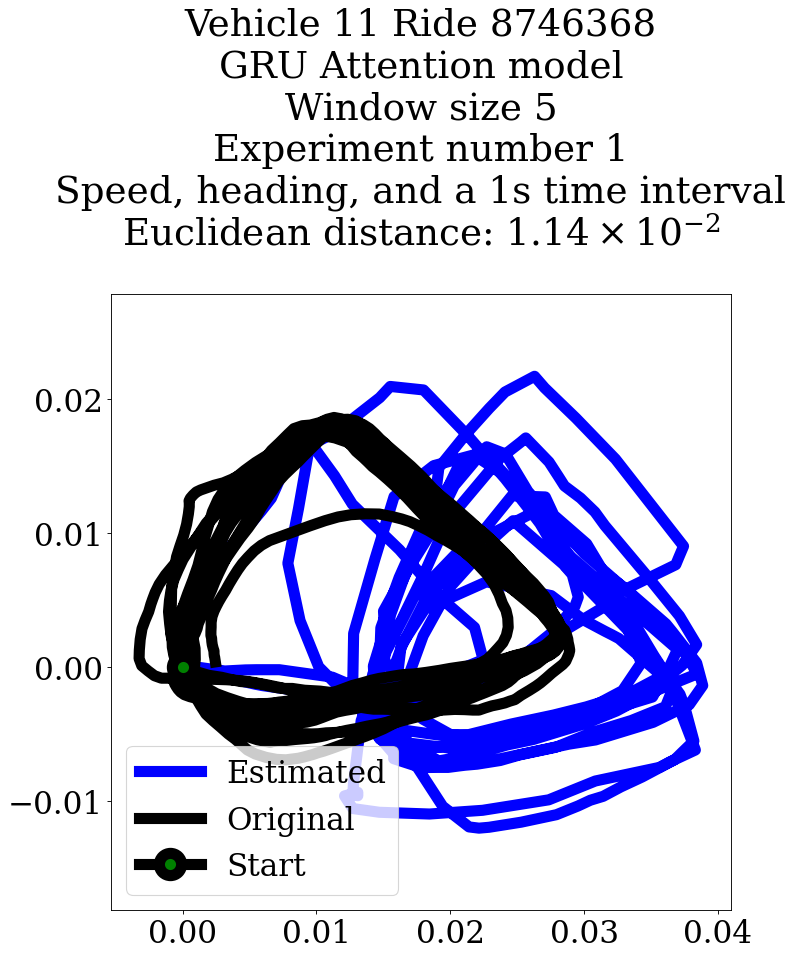 Vehicle 11 Ride 8746368
GRU Attention model
Window size 5
Experiment number 1
Speed, heading, and a 1s time interval
Euclidean distance: 1.14 × 10⁻²
0.02
0.01
0.00
−0.01
Estimated
Original
Start
0.00 0.01 0.02 0.03 0.04